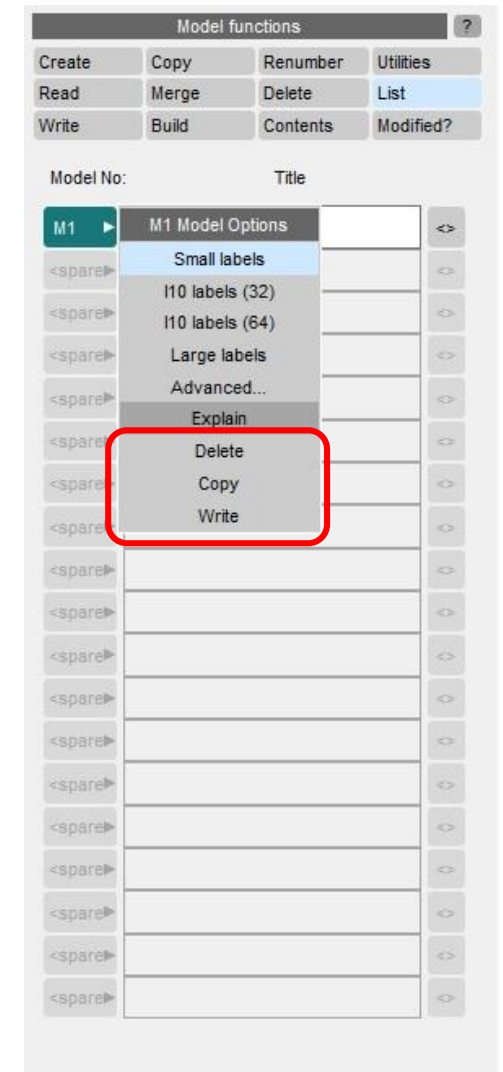 Model functions ?
Create Copy Renumber Utilities
Read Merge Delete List
Write Build Contents Modified?
Model No: Title
M1 M1 Model Options <>
<spare Small labels <>
<spare I10 labels (32) <>
I10 labels (64)
<spare Large labels <>
<spare Advanced... <>
Explain
<spare Delete <>
<spare Copy <>
<spare Write <>
<spare <>
<spare <>
<spare <>
<spare <>
<spare <>
<spare <>
<spare <>
<spare <>
<spare <>
<spare <>
<spare <>